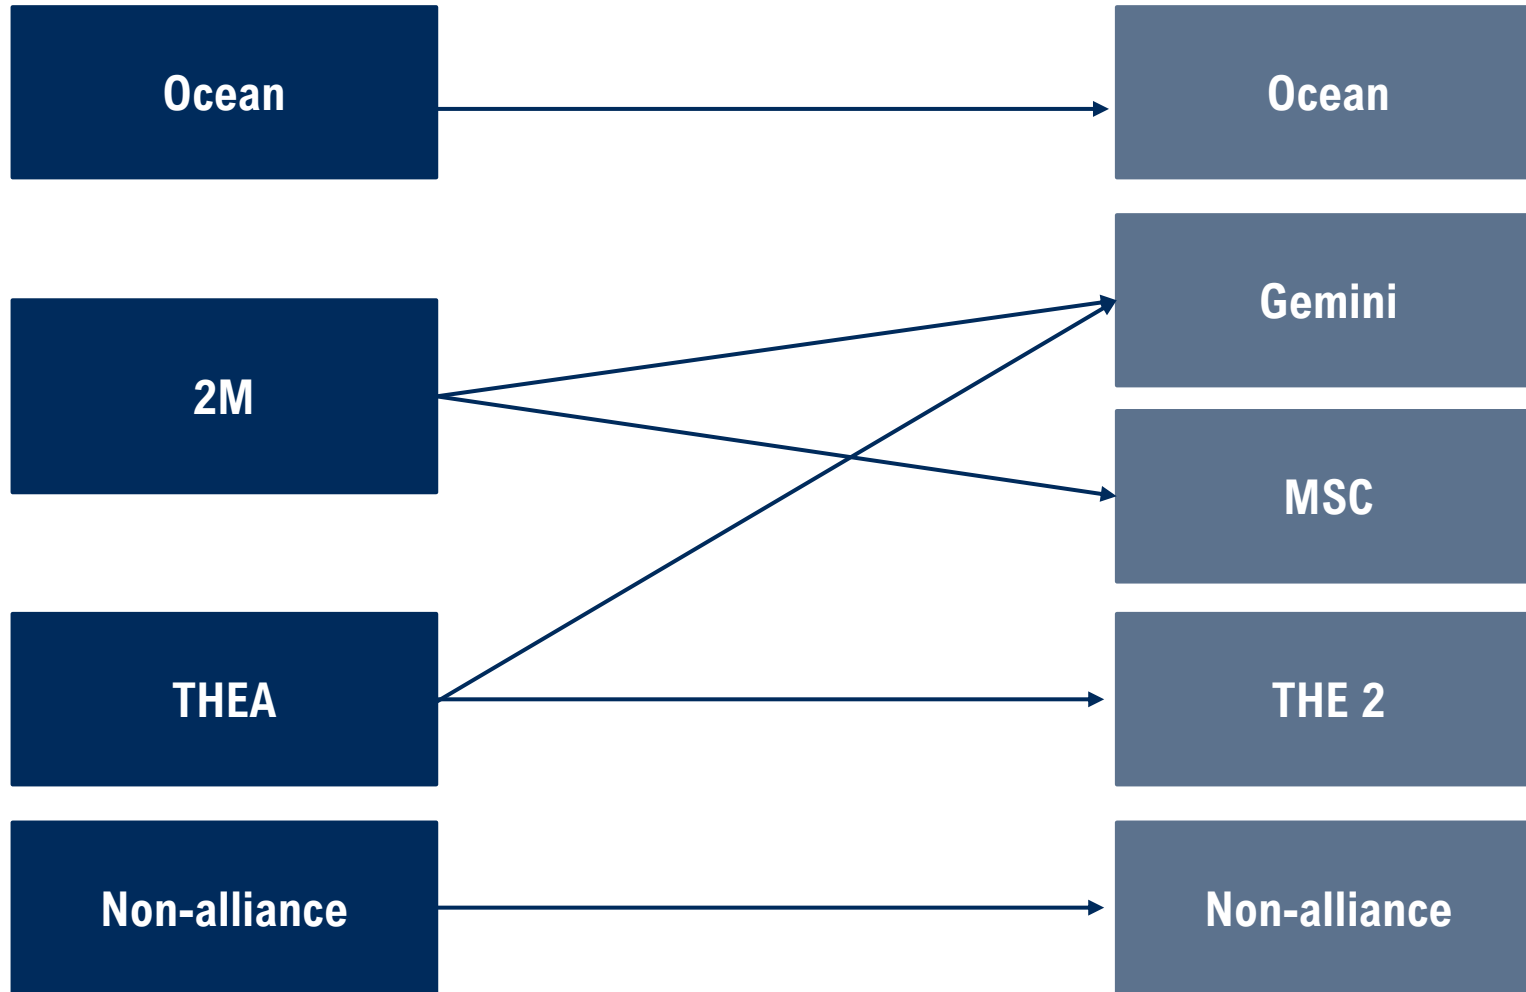 Ocean
Ocean
Gemini
2M
MSC
THEA
THE 2
Non-alliance
Non-alliance